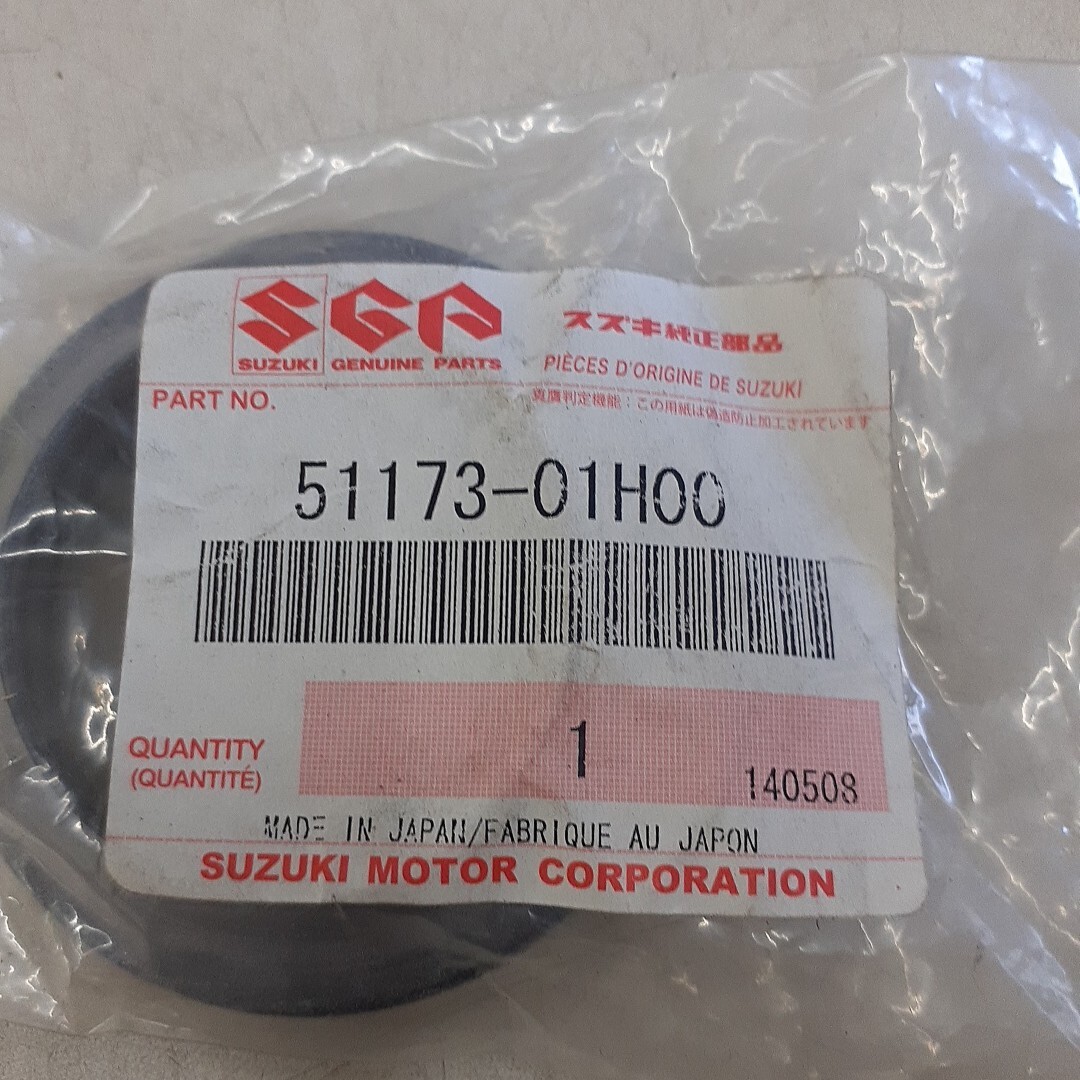 SGP
SUZUKI GENUINE PARTS
スズキ純正部品
PIÈCES D'ORIGINE DE SUZUKI
真贋判定機能：この用紙は偽造防止加工されています
PART NO.
51173-01H00
QUANTITY
(QUANTITÉ)
1
140508
MADE IN JAPAN/FABRIQUE AU JAPON
SUZUKI MOTOR CORPORATION